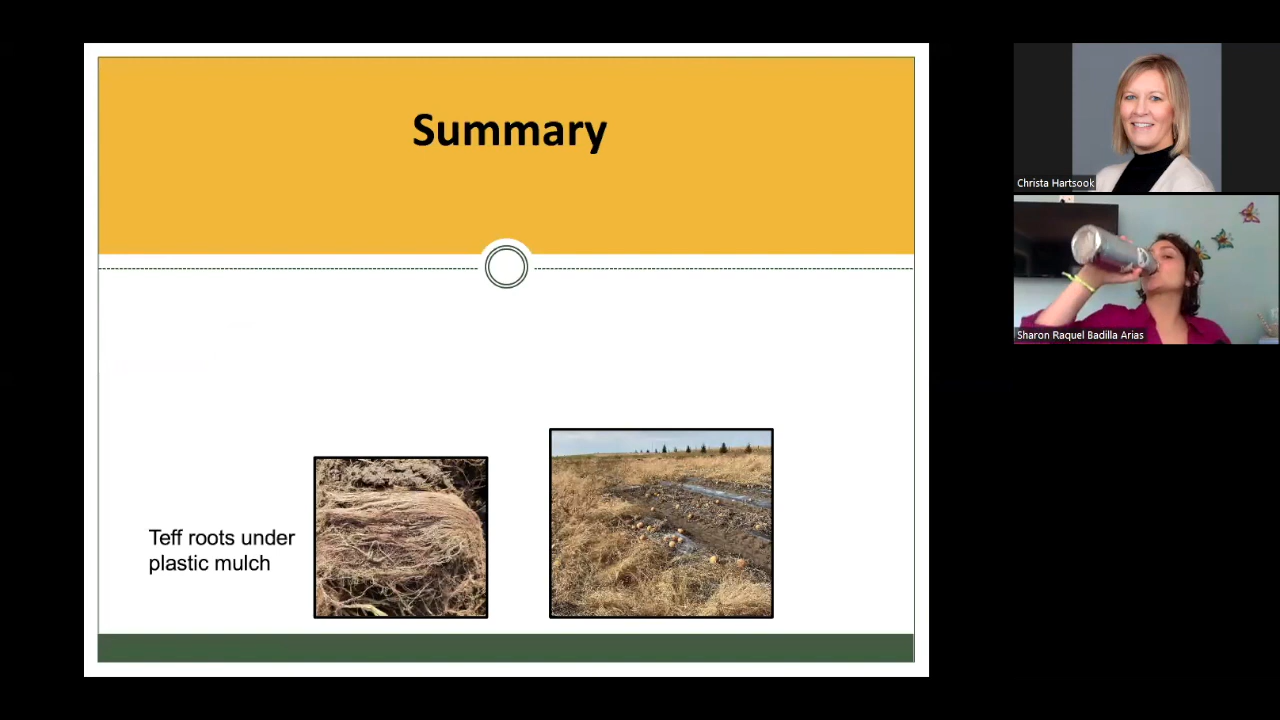 Summary
Christa Hartsook
Sharon Raquel Badilla Arias
Teff roots under
plastic mulch